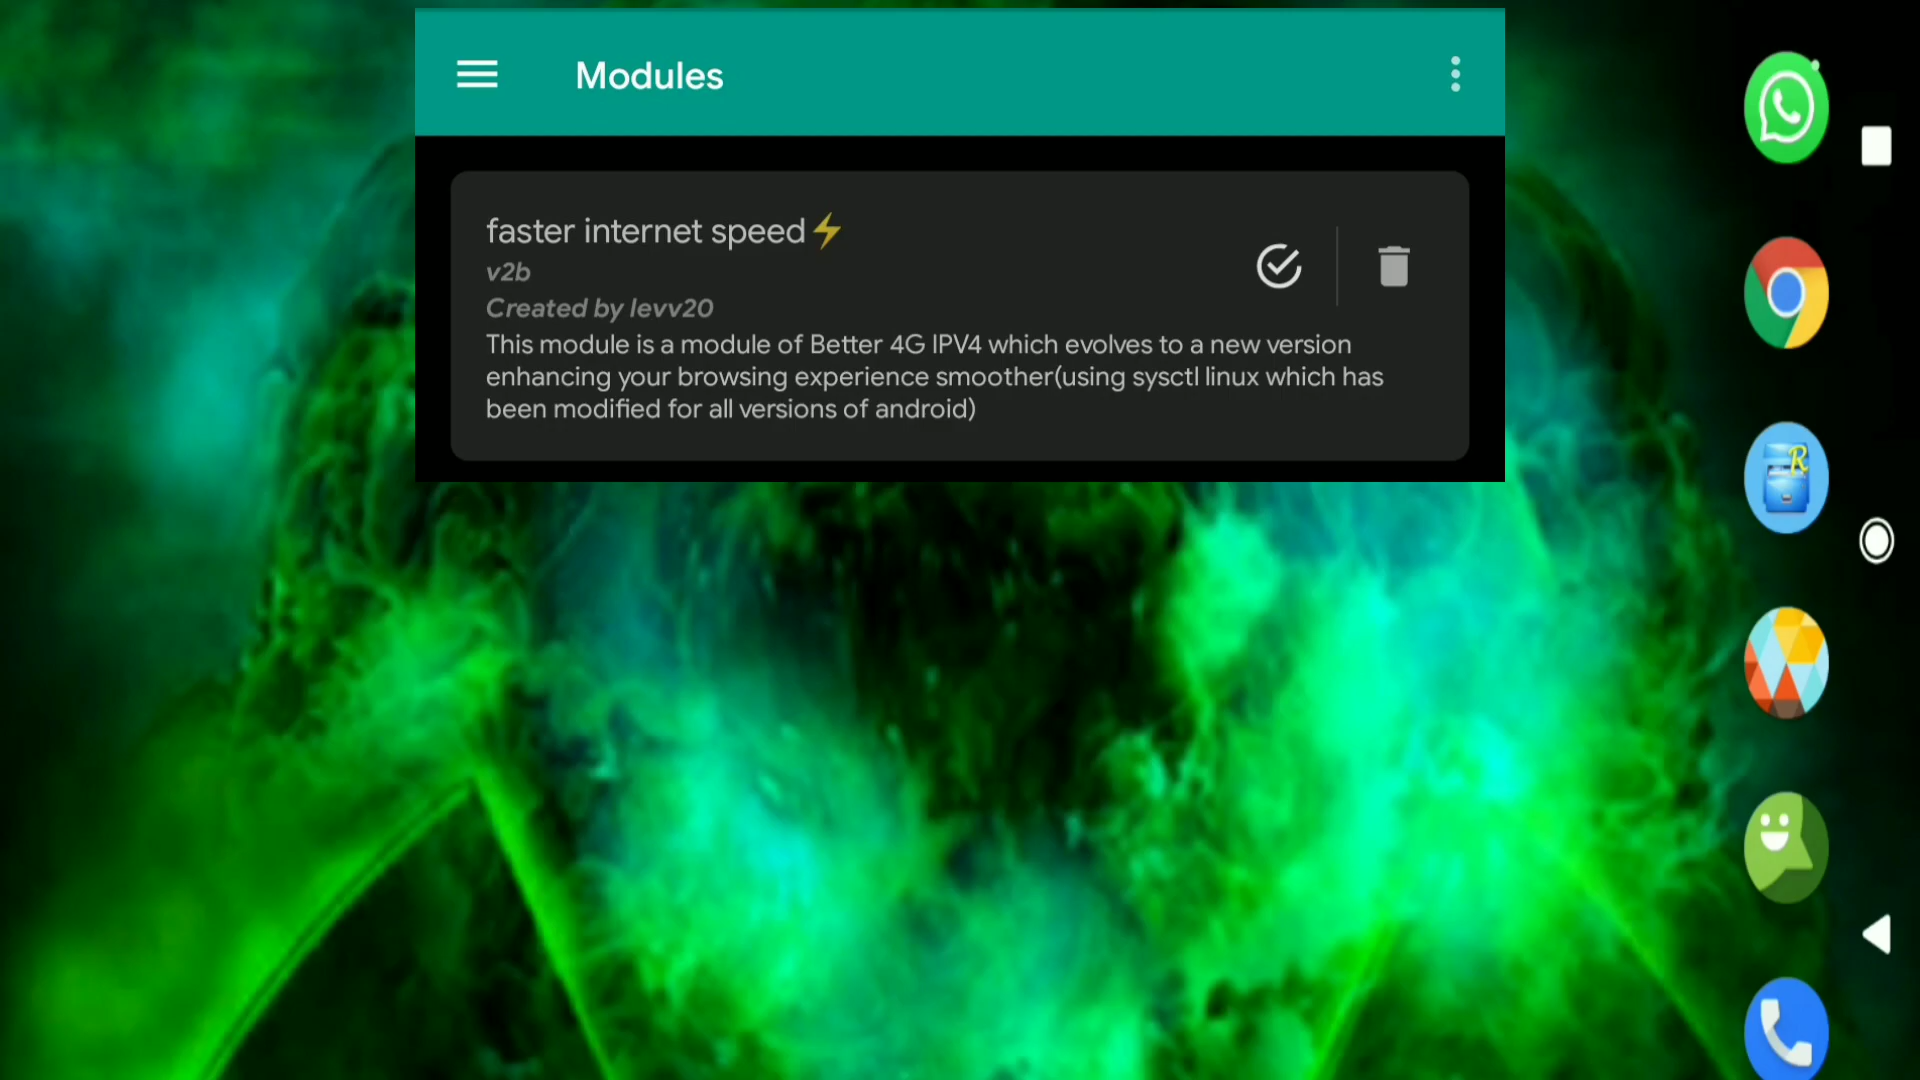 Modules
faster internet speed⚡
v2b
Created by levv20
This module is a module of Better 4G IPV4 which evolves to a new version
enhancing your browsing experience smoother(using sysctl linux which has
been modified for all versions of android)
R